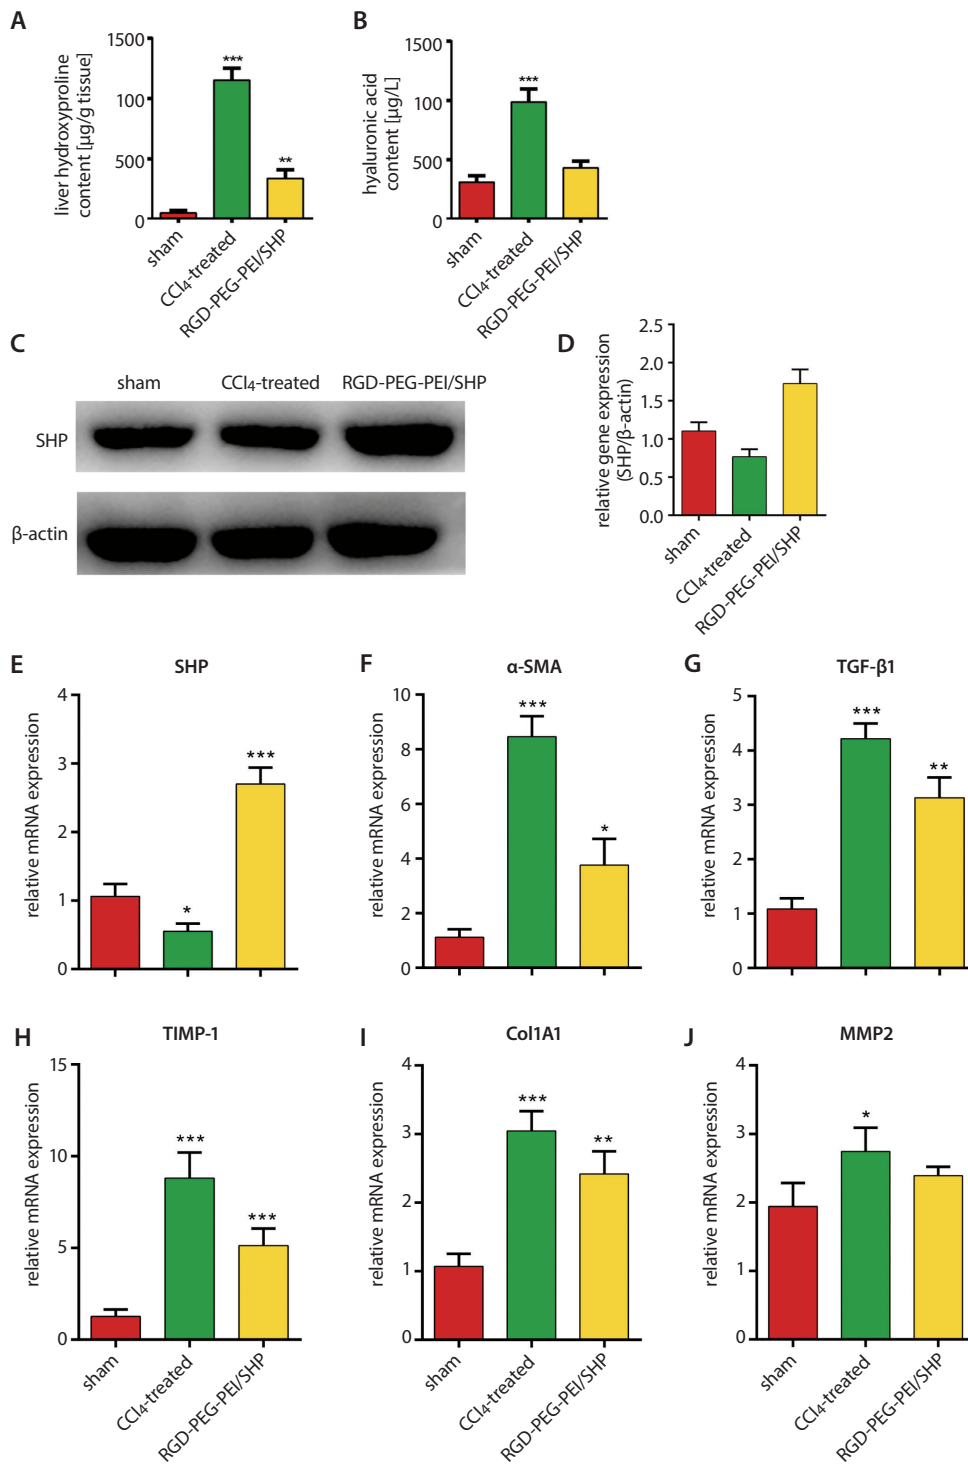 A
liver hydroxyproline
content [µg/g tissue]
1500
100
500
0
***
**
sham
CCl₄-treated
RGD-PEG-PEI/SHP
B
hyaluronic acid
content [µg/L]
1500
100
500
0
***
sham
CCl₄-treated
RGD-PEG-PEI/SHP
C
sham CCl₄-treated RGD-PEG-PEI/SHP
SHP
β-actin
D
relative gene expression
(SHP/β-actin)
2.5
2.0
1.5
1.0
0.5
0.0
sham
CCl₄-treated
RGD-PEG-PEI/SHP
E
SHP
relative mRNA expression
4
3
2
1
0
*
***
F
α-SMA
relative mRNA expression
10
8
6
4
2
0
***
*
G
TGF-β1
relative mRNA expression
5
4
3
2
1
0
***
**
H
TIMP-1
relative mRNA expression
15
10
5
0
***
***
sham
CCl₄-treated
RGD-PEG-PEI/SHP
I
Col1A1
relative mRNA expression
4
3
2
1
0
***
**
sham
CCl₄-treated
RGD-PEG-PEI/SHP
J
MMP2
relative mRNA expression
4
3
2
1
0
*
sham
CCl₄-treated
RGD-PEG-PEI/SHP